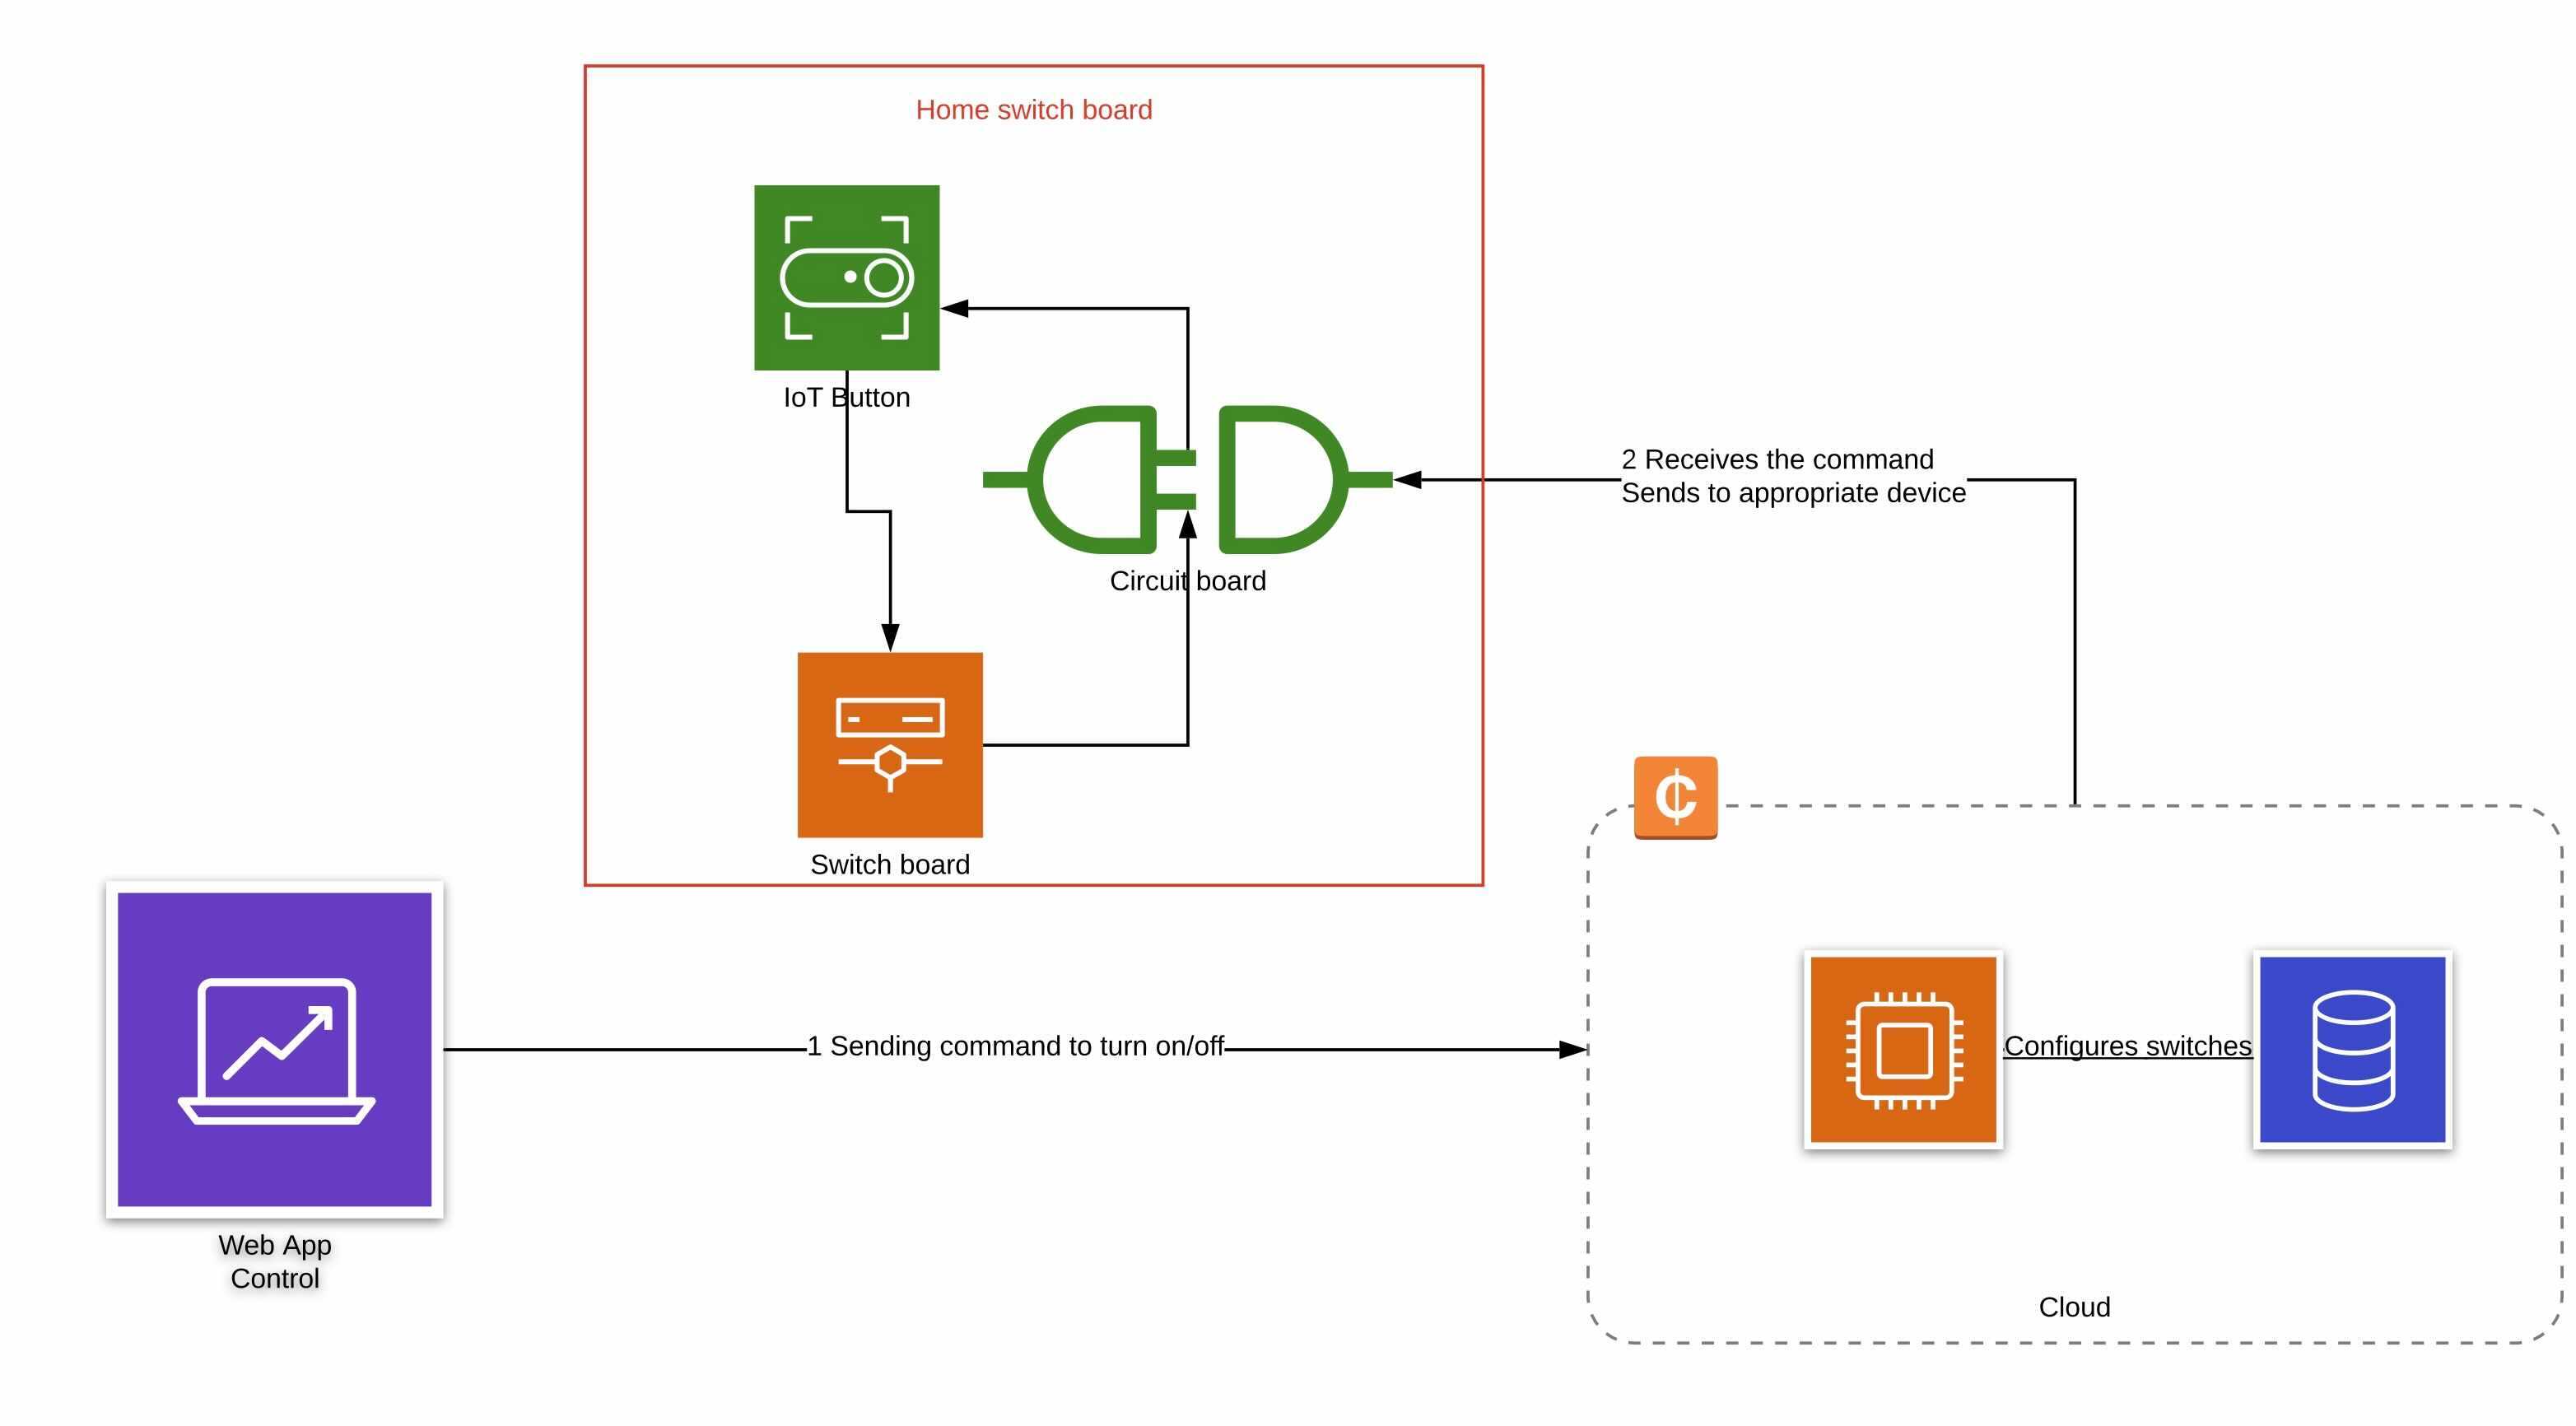 Home switch board
IoT Button
2 Receives the command
Sends to appropriate device
Circuit board
₵
Switch board
1 Sending command to turn on/off
Configures switches
Web App
Control
Cloud